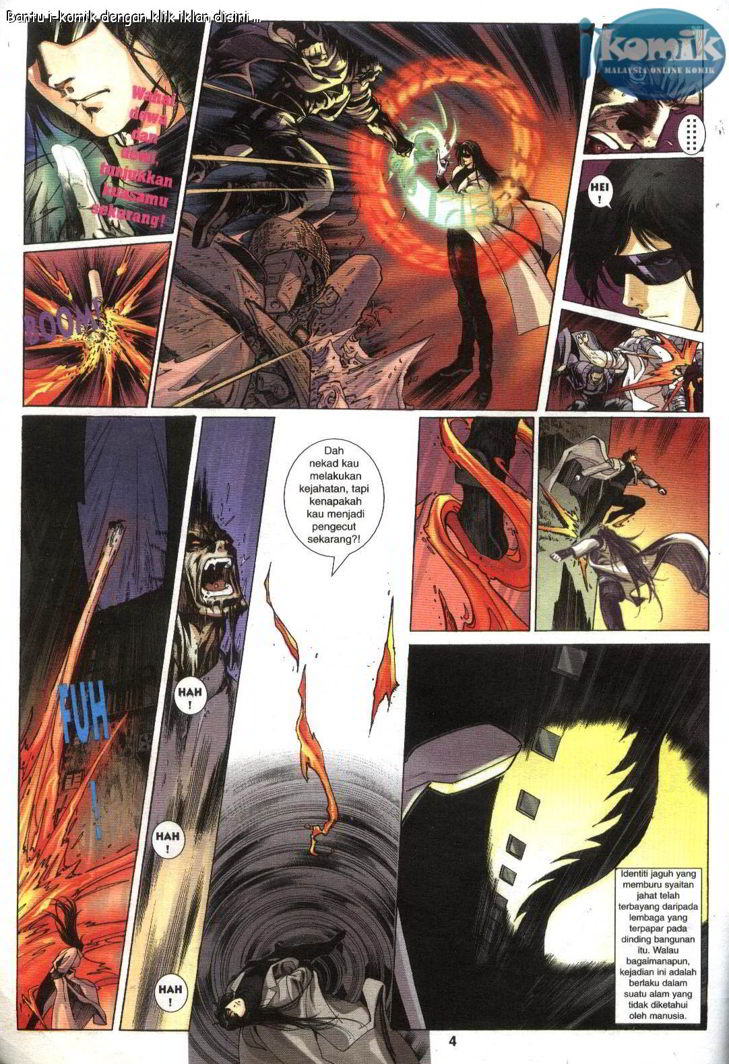 Bantu i-komik dengan klik iklan disini...
i komik
MALAYSIA ONLINE KOMIK
Wahai
dewa
dan
dewi,
tunjukkan
kuasamu
sekarang!
HEI
!
BOOM!
Dah
nekad kau
melakukan
kejahatan, tapi
kenapakah
kau menjadi
pengecut
sekarang?!
FUH
!
HAH
!
HAH
!
HAH
!
Identiti jaguh yang
memburu syaitan
jahat telah
terbayang daripada
lembaga yang
terpapar pada
dinding bangunan
itu. Walau
bagaimanapun,
kejadian ini adalah
berlaku dalam
suatu alam yang
tidak diketahui
oleh manusia.
4